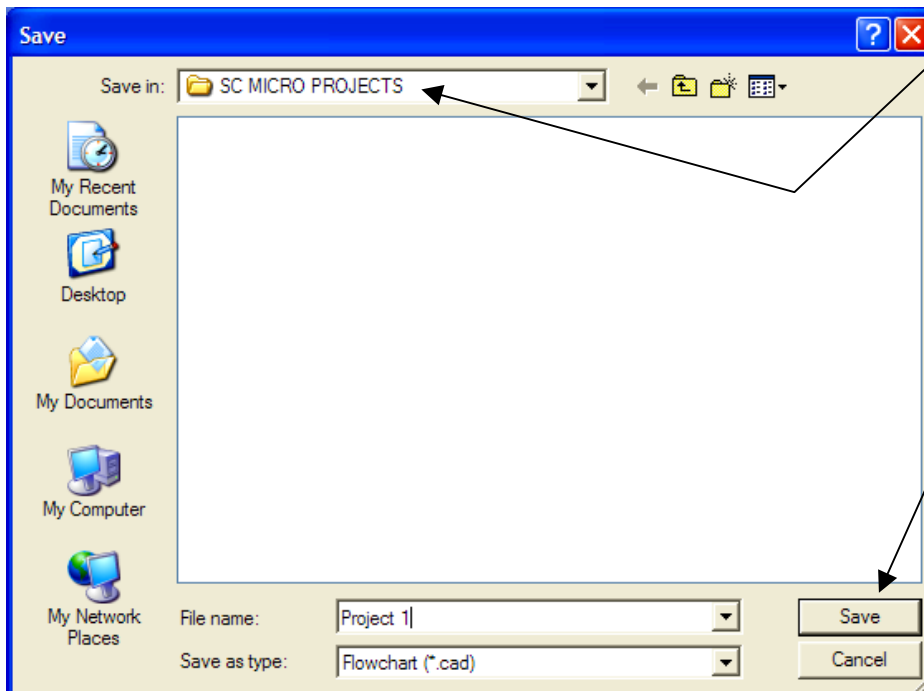 Save
Save in: SC MICRO PROJECTS
My Recent
Documents
Desktop
My Documents
My Computer
My Network
Places
File name: Project 1 Save
Save as type: Flowchart (*.cad) Cancel